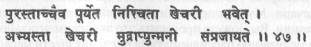 पुरस्ताच्चैव पूर्येत निश्चिता खेचरी भवेत् ।
अभ्यस्ता खेचरी मुद्राप्युन्मनी संप्रजायते ।। ४७ ।।